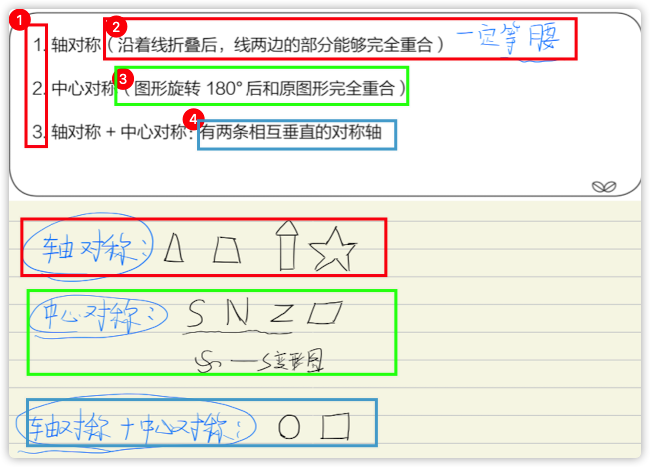 1
2
1. 轴对称（沿着线折叠后，线两边的部分能够完全重合） 一定等腰
3
2. 中心对称（图形旋转 180° 后和原图形完全重合）
4
3. 轴对称 + 中心对称：有两条相互垂直的对称轴
轴对称：
中心对称： S N Z
S — S变形图
轴对称 + 中心对称：